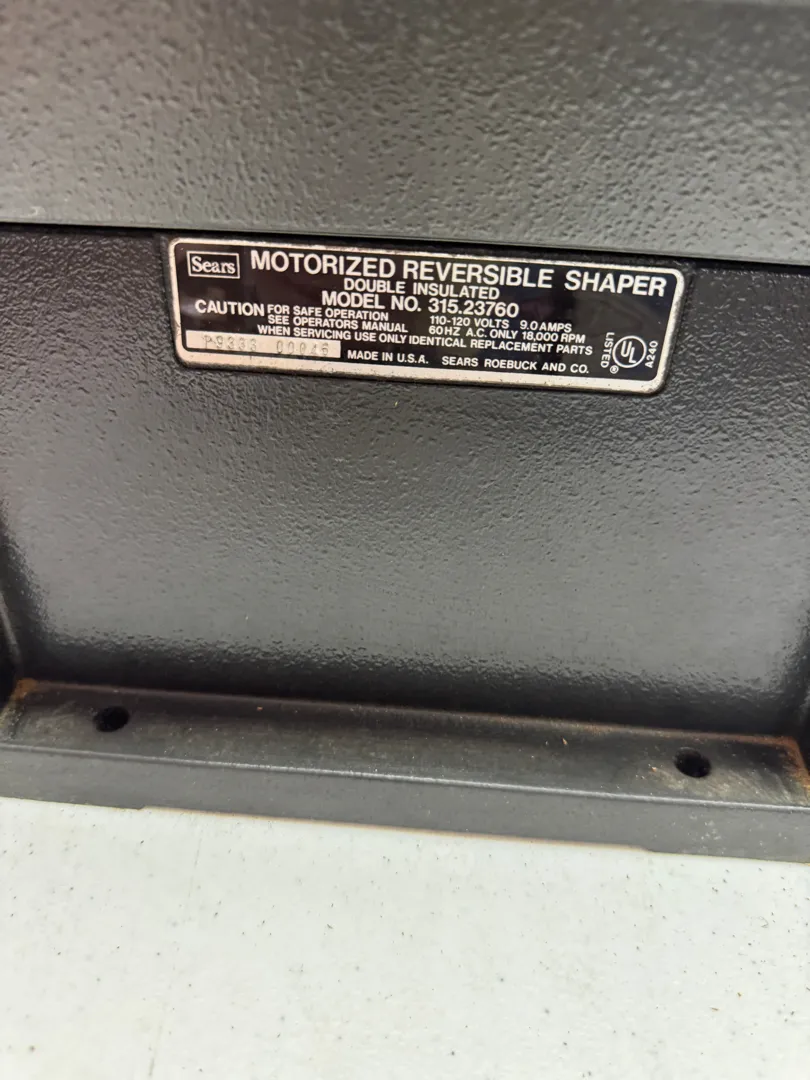 Sears
MOTORIZED REVERSIBLE SHAPER
DOUBLE INSULATED
MODEL NO. 315.23760
CAUTION FOR SAFE OPERATION
SEE OPERATORS MANUAL
110-120 VOLTS 9.0 AMPS
60HZ A.C. ONLY 18,000 RPM
WHEN SERVICING USE ONLY IDENTICAL REPLACEMENT PARTS
MADE IN U.S.A. SEARS ROEBUCK AND CO.
LISTED
UL
®
A240